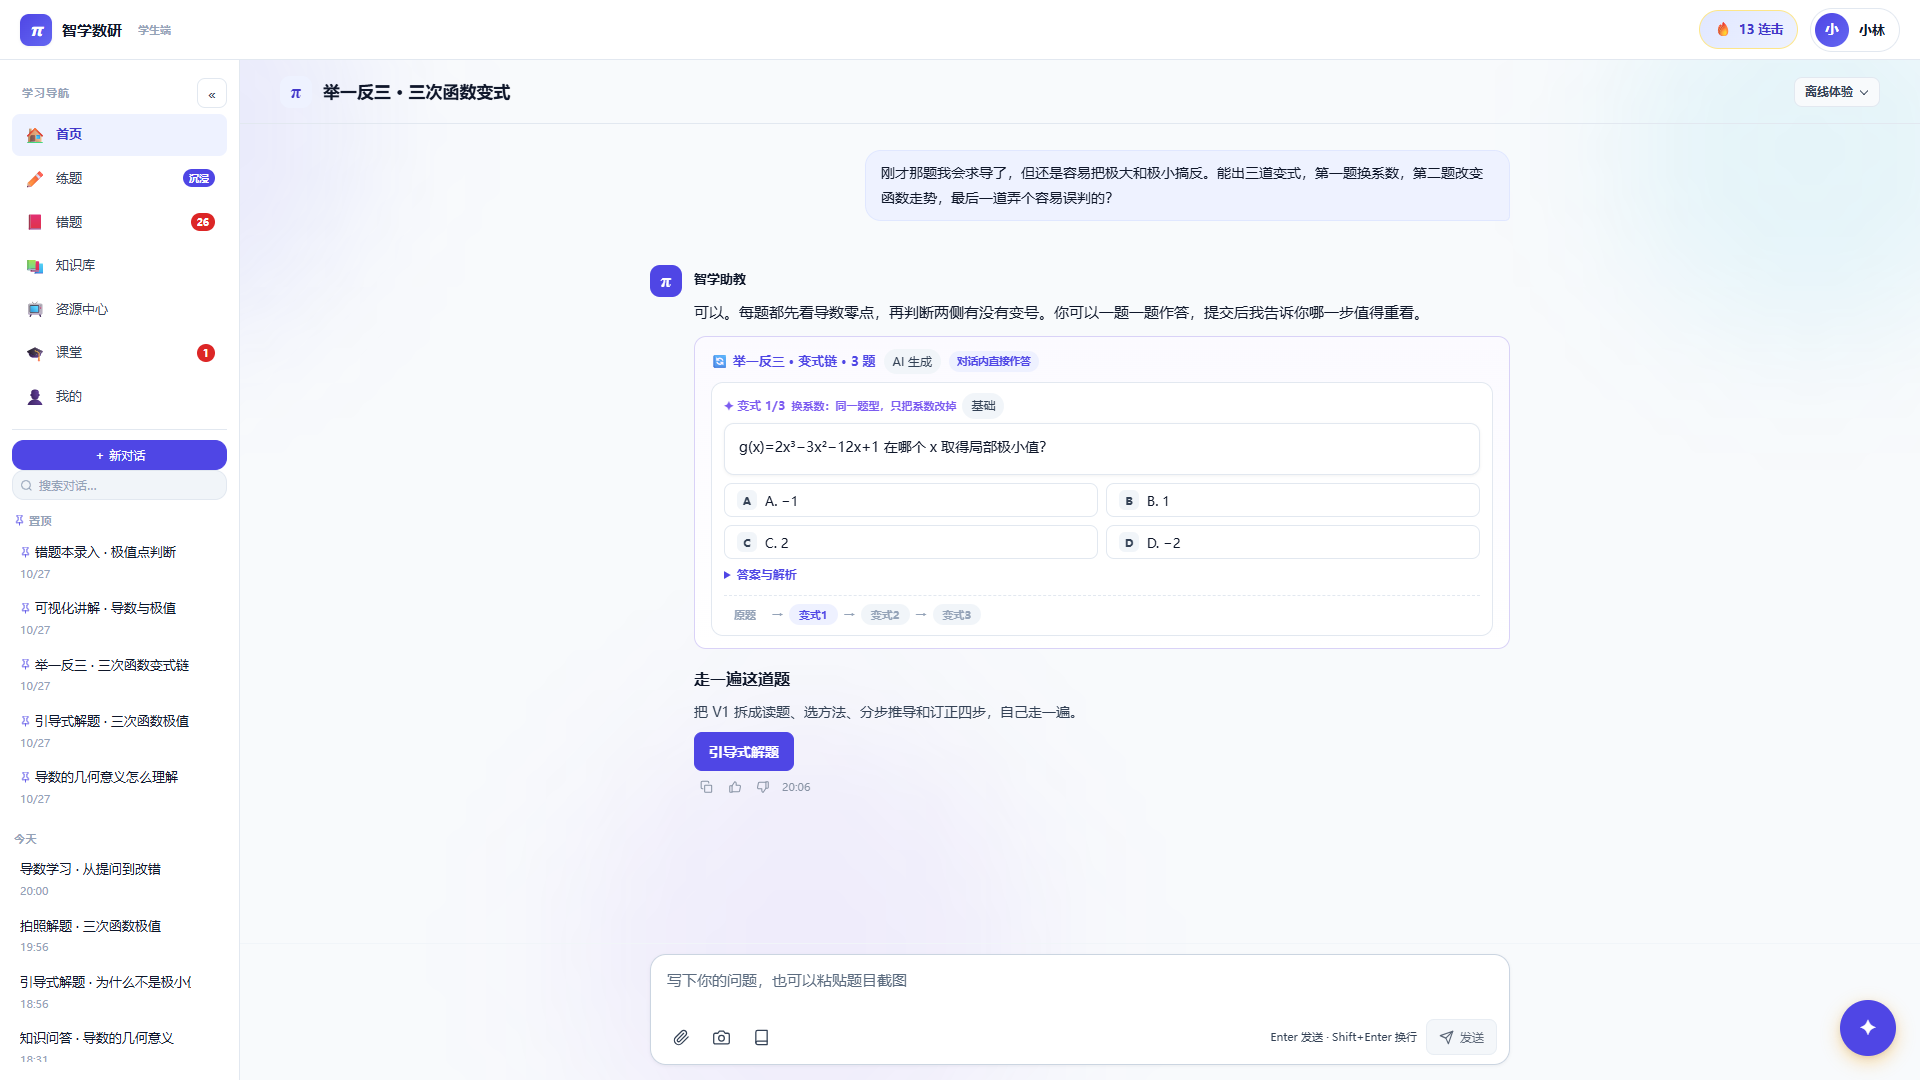 π 智学数研 学生端
13 连击
小 小林
学习导航 «
首页
练题 沉浸
错题 26
知识库
资源中心
课堂 1
我的
+ 新对话
搜索对话...
置顶
错题本录入 · 极值点判断
10/27
可视化讲解 · 导数与极值
10/27
举一反三 · 三次函数变式链
10/27
引导式解题 · 三次函数极值
10/27
导数的几何意义怎么理解
10/27
今天
导数学习 · 从提问到改错
20:00
拍照解题 · 三次函数极值
19:56
引导式解题 · 为什么不是极小
18:56
知识问答 · 导数的几何意义
18:31
π 举一反三 • 三次函数变式
离线体验
刚才那题我会求导了，但还是容易把极大和极小搞反。能出三道变式，第一题换系数，第二题改变
函数走势，最后一道弄个容易误判的？
π 智学助教
可以。每题都先看导数零点，再判断两侧有没有变号。你可以一题一题作答，提交后我告诉你哪一步值得重看。
举一反三 • 变式链 • 3 题 AI 生成 对话内直接作答
✦ 变式 1/3 换系数：同一题型，只把系数改掉 基础
g(x)=2x³−3x²−12x+1 在哪个 x 取得局部极小值？
A A. −1
B B. 1
C C. 2
D D. −2
▶ 答案与解析
原题 → 变式1 → 变式2 → 变式3
走一遍这道题
把 V1 拆成读题、选方法、分步推导和订正四步，自己走一遍。
引导式解题
20:06
写下你的问题，也可以粘贴题目截图
Enter 发送 · Shift+Enter 换行
发送